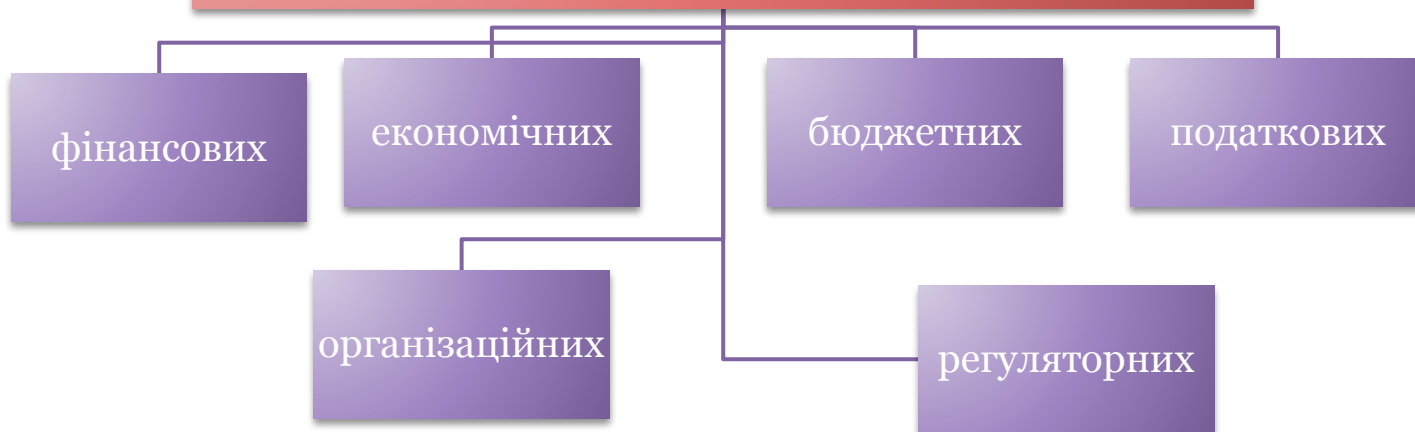 фінансових
економічних
бюджетних
податкових
організаційних
регуляторних